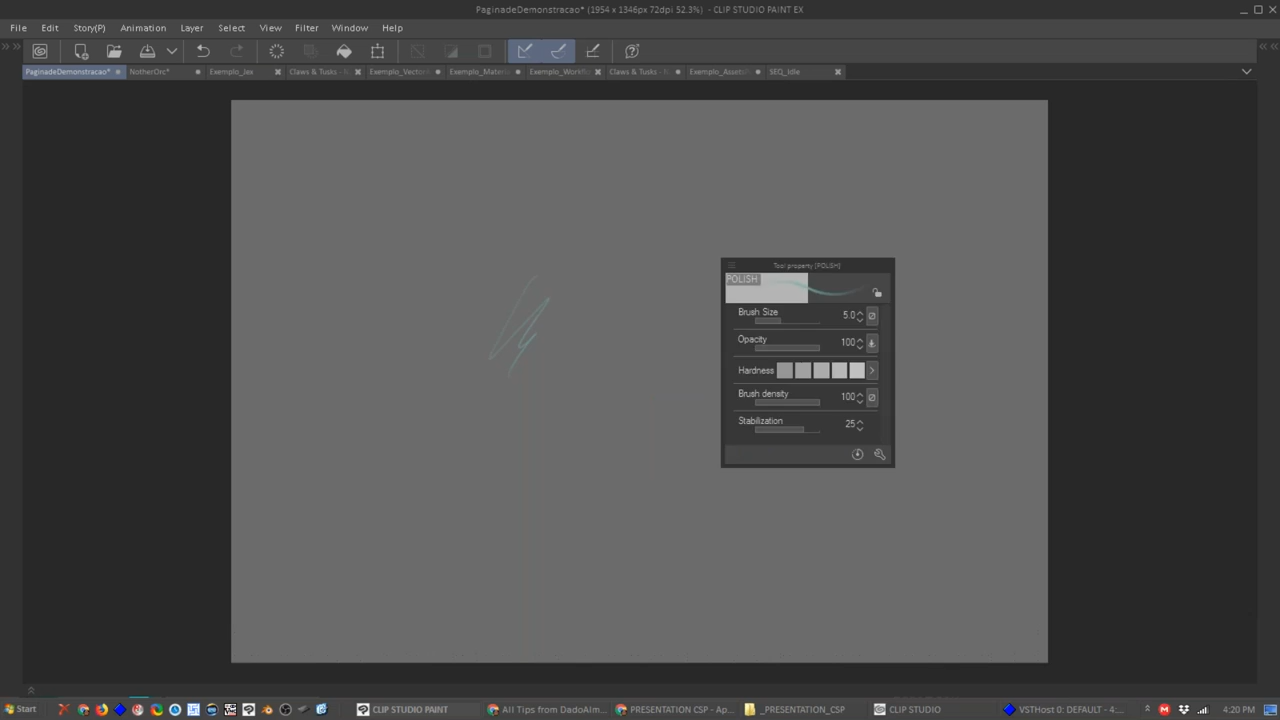 PaginadeDemonstracao* (1954 x 1346px 72dpi 52.3%) - CLIP STUDIO PAINT EX
File Edit Story(P) Animation Layer Select View Filter Window Help
PaginadeDemonstracao* NotherOrc* Exemplo_Jex Claws & Tusks - Exemplo_Vector Exemplo_Materi Exemplo_Workfl Claws & Tusks - Exemplo_Assets SEQ_Idle
Tool property [POLISH]
POLISH
Brush Size 5.0
Opacity 100
Hardness
Brush density 100
Stabilization 25
Start CLIP STUDIO PAINT All Tips from DadoAlm... PRESENTATION CSP - Ap... _PRESENTATION_CSP CLIP STUDIO VSTHost 0: DEFAULT - 4:... 4:20 PM